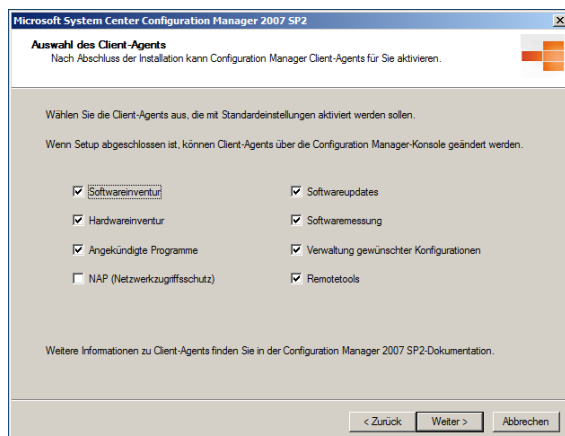 Microsoft System Center Configuration Manager 2007 SP2
Auswahl des Client-Agents
Nach Abschluss der Installation kann Configuration Manager Client-Agents für Sie aktivieren.
Wählen Sie die Client-Agents aus, die mit Standardeinstellungen aktiviert werden sollen.
Wenn Setup abgeschlossen ist, können Client-Agents über die Configuration Manager-Konsole geändert werden.
Softwareinventur
Softwareupdates
Hardwareinventur
Softwaremessung
Angekündigte Programme
Verwaltung gewünschter Konfigurationen
NAP (Netzwerkzugriffsschutz)
Remotetools
Weitere Informationen zu Client-Agents finden Sie in der Configuration Manager 2007 SP2-Dokumentation.
< Zurück
Weiter >
Abbrechen